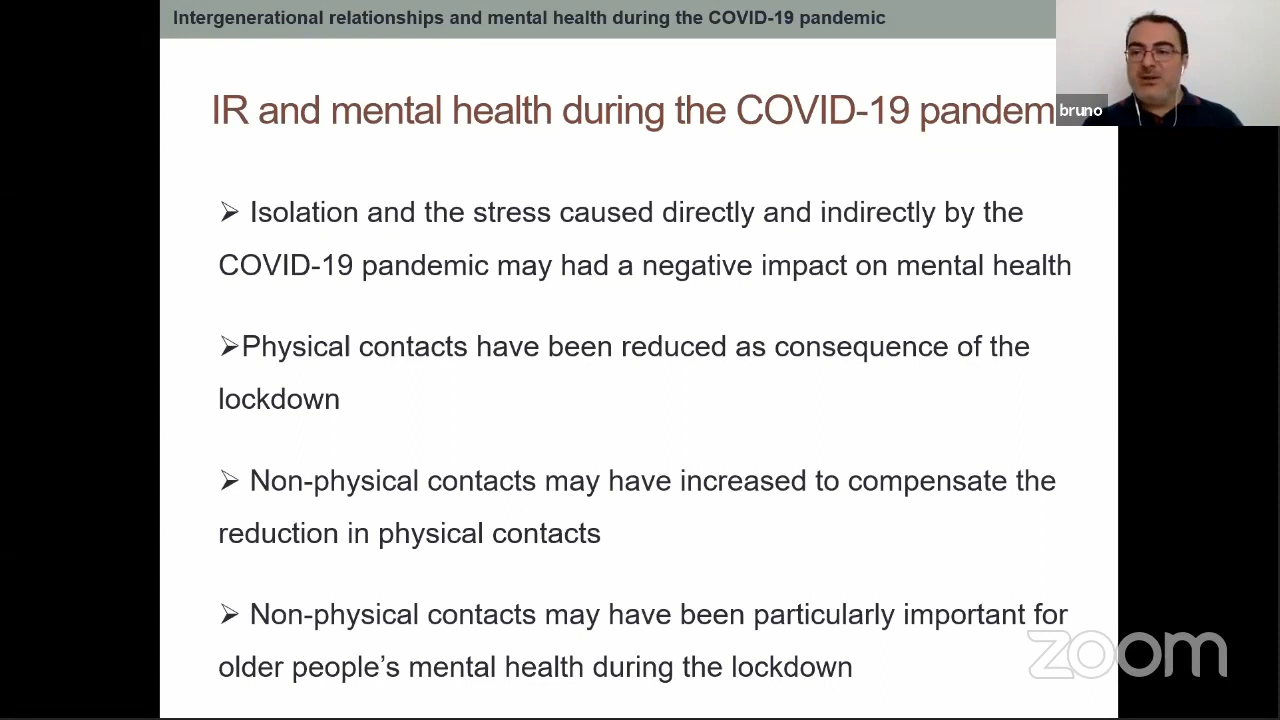 Intergenerational relationships and mental health during the COVID-19 pandemic
IR and mental health during the COVID-19 pandem
bruno
➢ Isolation and the stress caused directly and indirectly by the
COVID-19 pandemic may had a negative impact on mental health
➢Physical contacts have been reduced as consequence of the
lockdown
➢ Non-physical contacts may have increased to compensate the
reduction in physical contacts
➢ Non-physical contacts may have been particularly important for
older people’s mental health during the lockdown
zoom